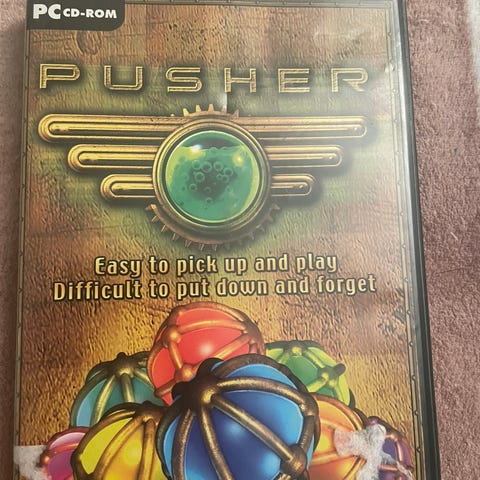 PC CD-ROM
PUSHER
Easy to pick up and play
Difficult to put down and forget